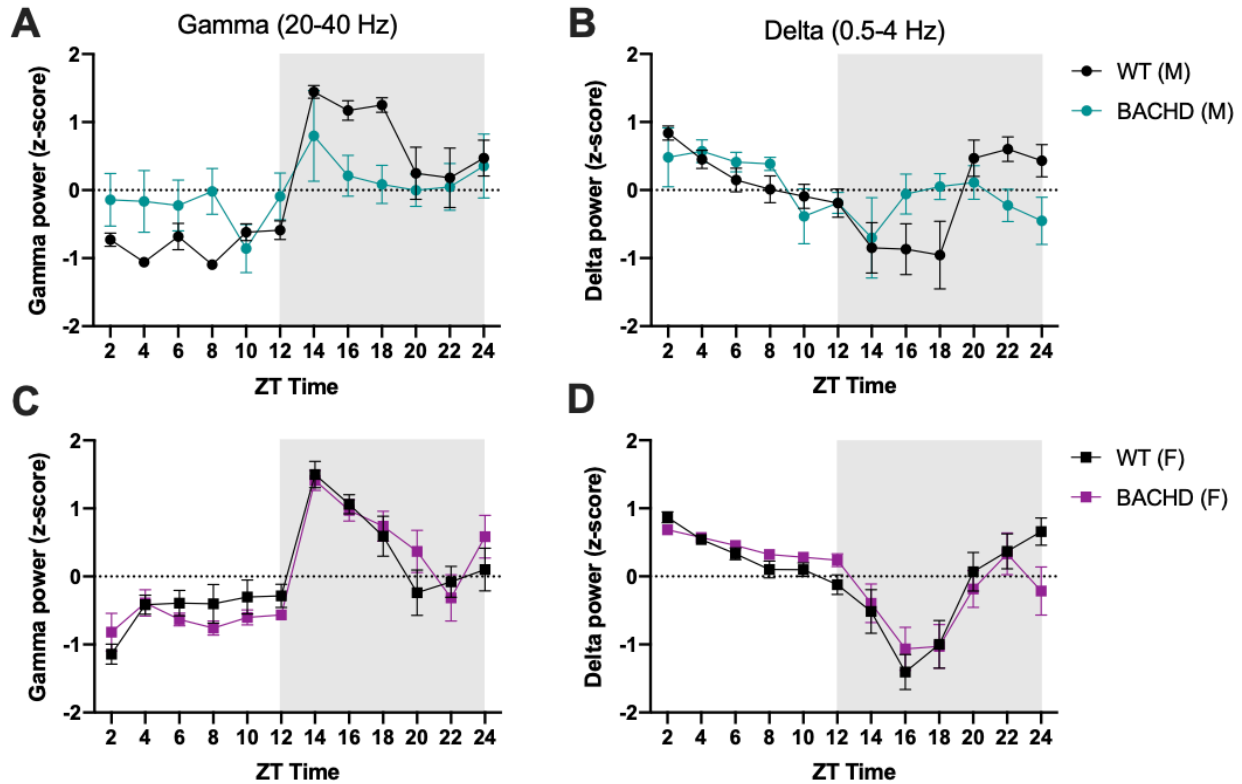 A
Gamma (20-40 Hz)
Gamma power (z-score)
2
1
0
-1
-2
2 4 6 8 10 12 14 16 18 20 22 24
ZT Time
B
Delta (0.5-4 Hz)
Delta power (z-score)
2
1
0
-1
-2
2 4 6 8 10 12 14 16 18 20 22 24
ZT Time
WT (M)
BACHD (M)
C
Gamma power (z-score)
2
1
0
-1
-2
2 4 6 8 10 12 14 16 18 20 22 24
ZT Time
D
Delta power (z-score)
2
1
0
-1
-2
2 4 6 8 10 12 14 16 18 20 22 24
ZT Time
WT (F)
BACHD (F)